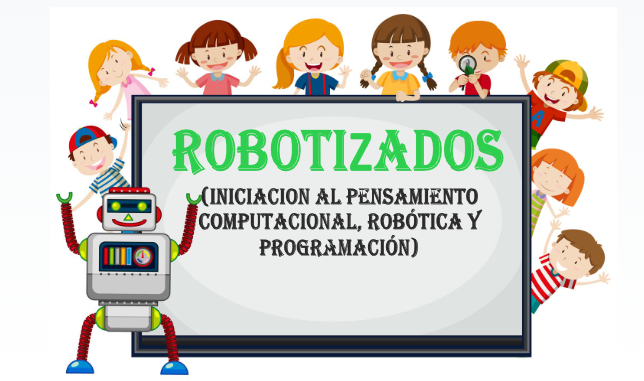 ROBOTIZADOS
(INICIACION AL PENSAMIENTO
COMPUTACIONAL, ROBÓTICA Y
PROGRAMACIÓN)
A